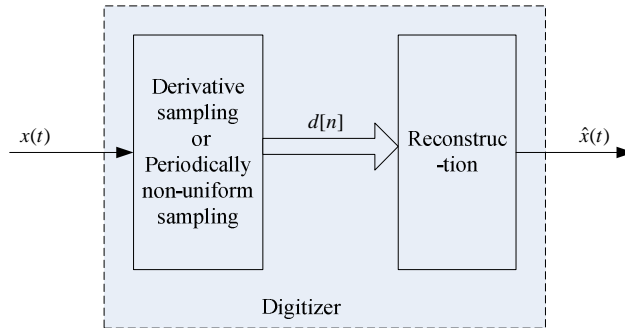 x(t)
Derivative
sampling
or
Periodically
non-uniform
sampling
d[n]
Reconstruc
-tion
x̂(t)
Digitizer